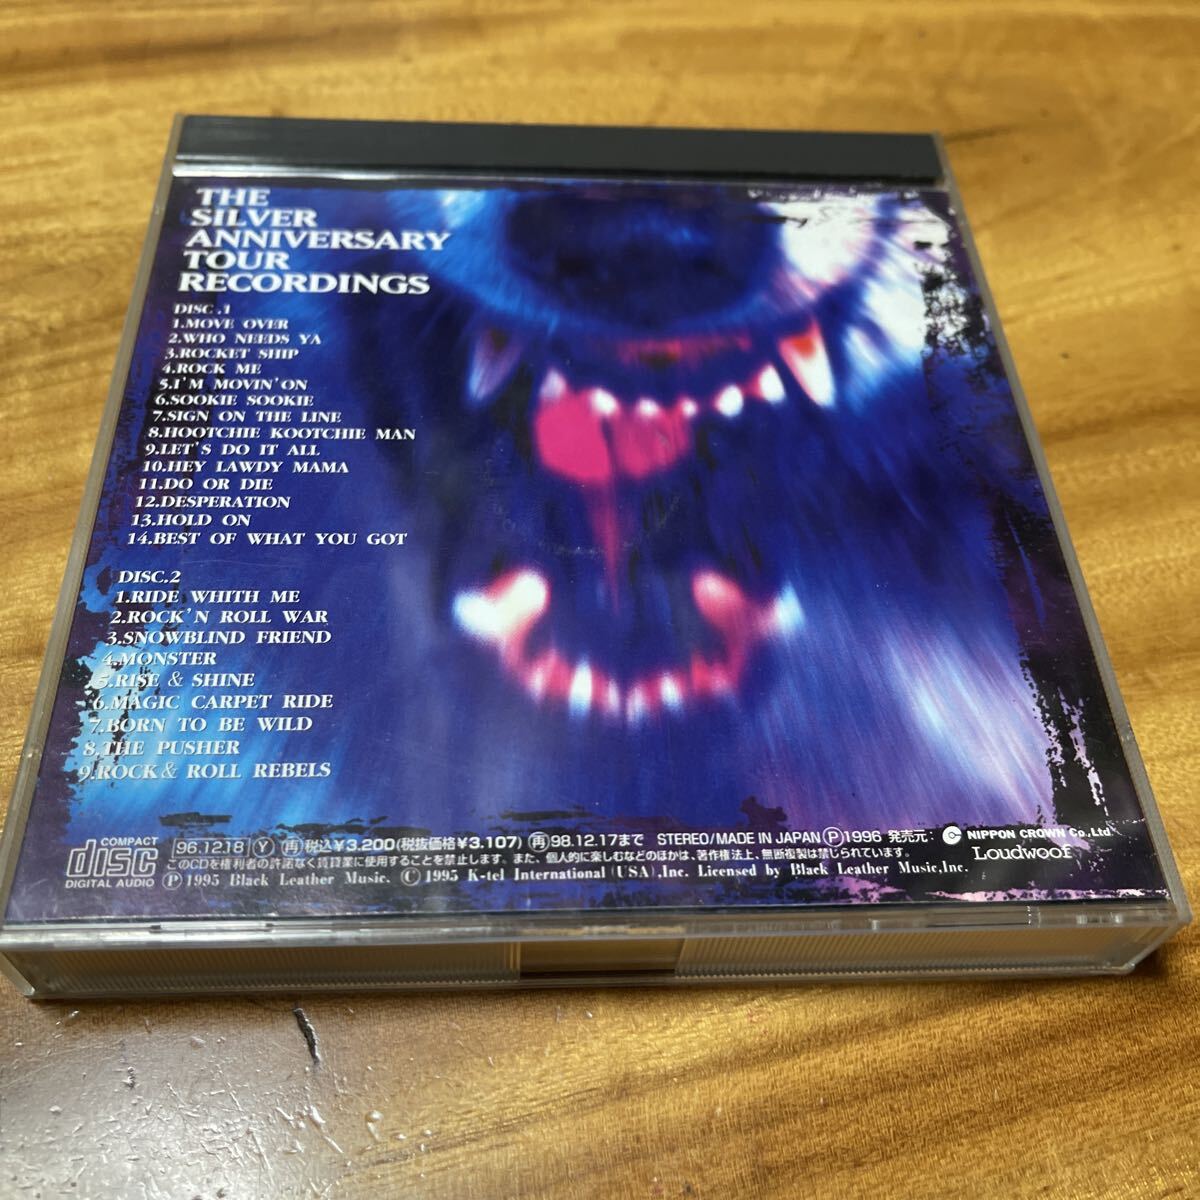 THE
SILVER
ANNIVERSARY
TOUR
RECORDINGS
DISC.1
1.MOVE OVER
2.WHO NEEDS YA
3.ROCKET SHIP
4.ROCK ME
5.I'M MOVIN'ON
6.SOOKIE SOOKIE
7.SIGN ON THE LINE
8.HOOTCHIE KOOTCHIE MAN
9.LET'S DO IT ALL
10.HEY LAWDY MAMA
11.DO OR DIE
12.DESPERATION
13.HOLD ON
14.BEST OF WHAT YOU GOT
DISC.2
1.RIDE WHITH ME
2.ROCK'N ROLL WAR
3.SNOWBLIND FRIEND
4.MONSTER
5.RISE & SHINE
6.MAGIC CARPET RIDE
7.BORN TO BE WILD
8.THE PUSHER
9.ROCK& ROLL REBELS
COMPACT
disc
DIGITAL AUDIO
96.12.18 Y 再 税込¥3,200(税抜価格¥3,107) 再98.12.17まで STEREO/MADE IN JAPAN Ⓟ1996 発売元: NIPPON CROWN Co.,Ltd
このCDを権利者の許諾なく賃貸業に使用することを禁止します。また、個人的に楽しむなどのほかは、著作権法上、無断複製は禁じられています。 Loudwoof
Ⓟ1995 Black Leather Music. Ⓒ1995 K-tel International (USA),Inc. Licensed by Black Leather Music,Inc.